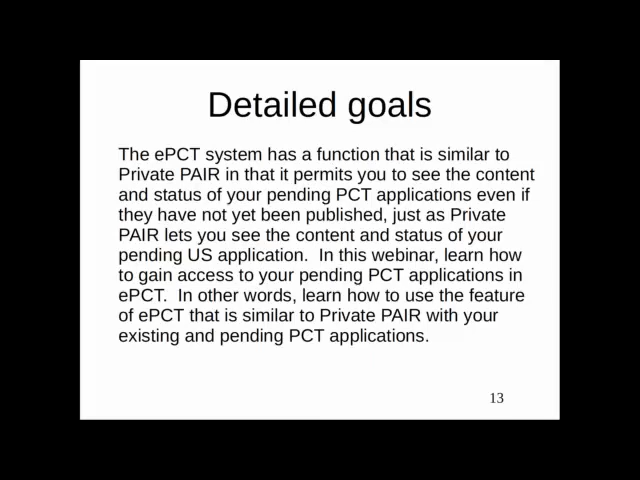 Detailed goals
The ePCT system has a function that is similar to
Private PAIR in that it permits you to see the content
and status of your pending PCT applications even if
they have not yet been published, just as Private
PAIR lets you see the content and status of your
pending US application.  In this webinar, learn how
to gain access to your pending PCT applications in
ePCT.  In other words, learn how to use the feature
of ePCT that is similar to Private PAIR with your
existing and pending PCT applications.
13